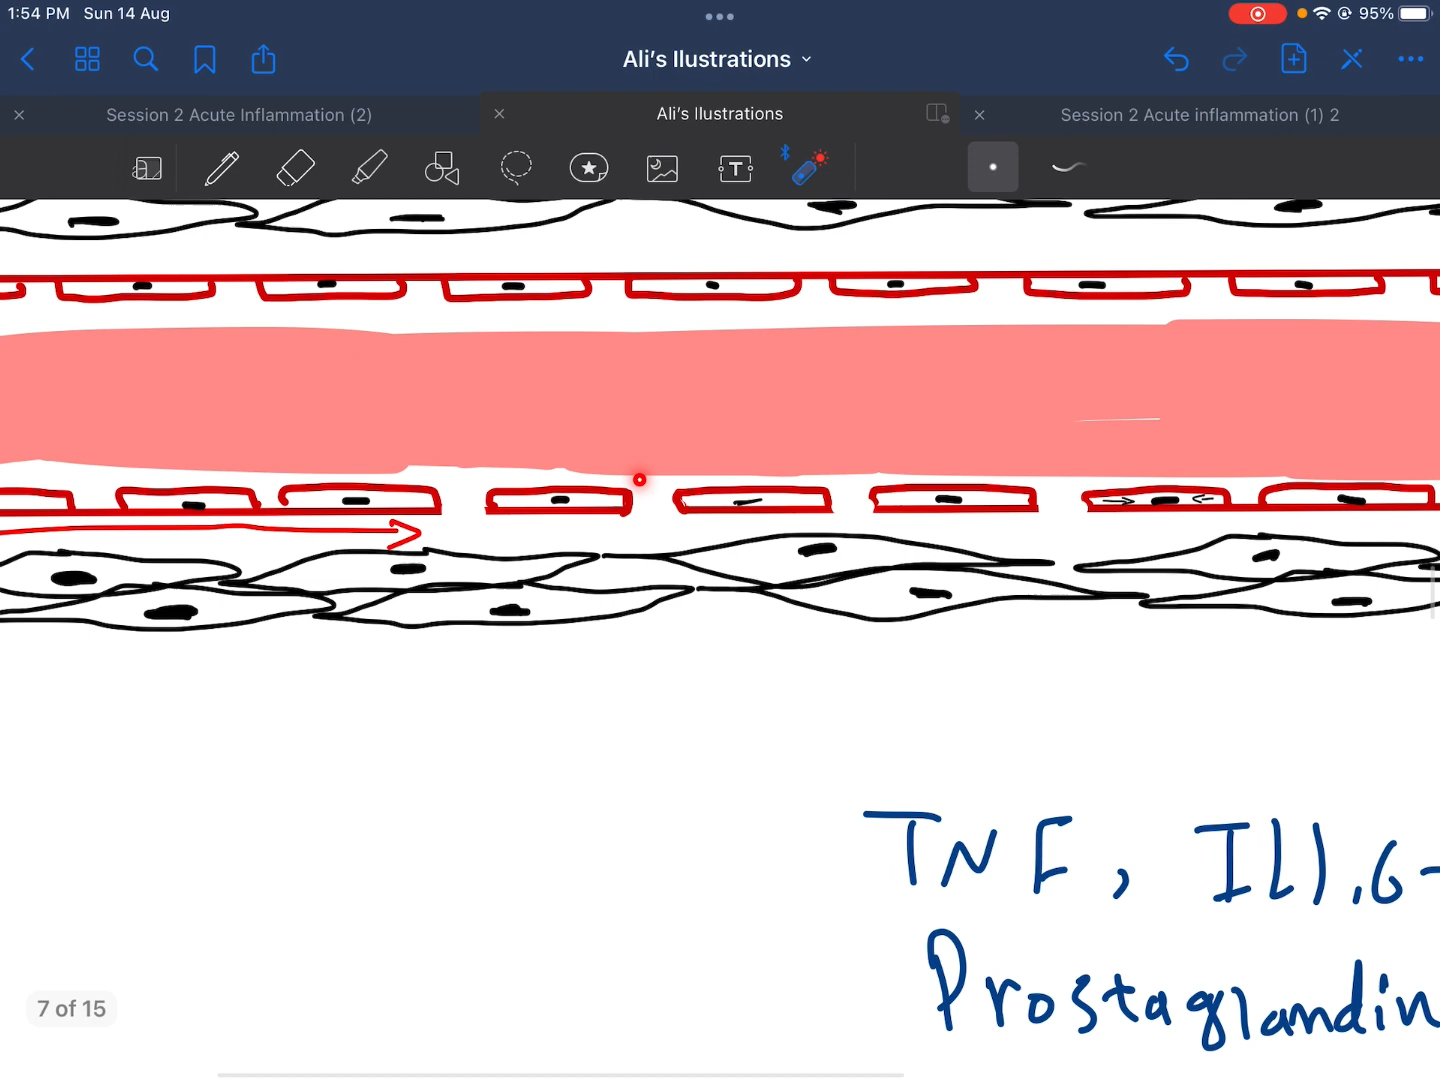 1:54 PM Sun 14 Aug
95%
Ali's Ilustrations
Session 2 Acute Inflammation (2)
Ali's Ilustrations
Session 2 Acute inflammation (1) 2
TNF, IL1,6-
Prostaglandin
7 of 15